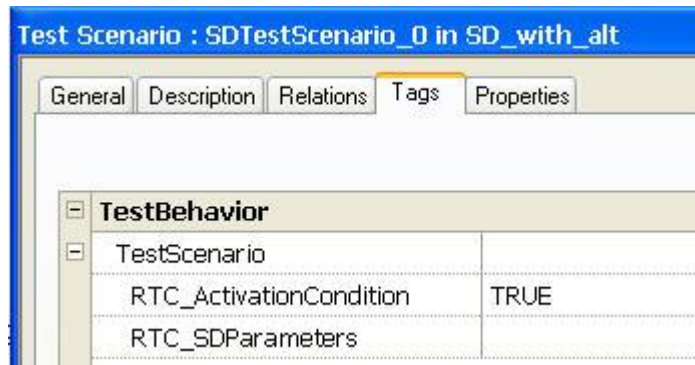 Test Scenario : SDTestScenario_0 in SD_with_alt
General Description Relations Tags Properties
TestBehavior
TestScenario
RTC_ActivationCondition TRUE
RTC_SDParameters